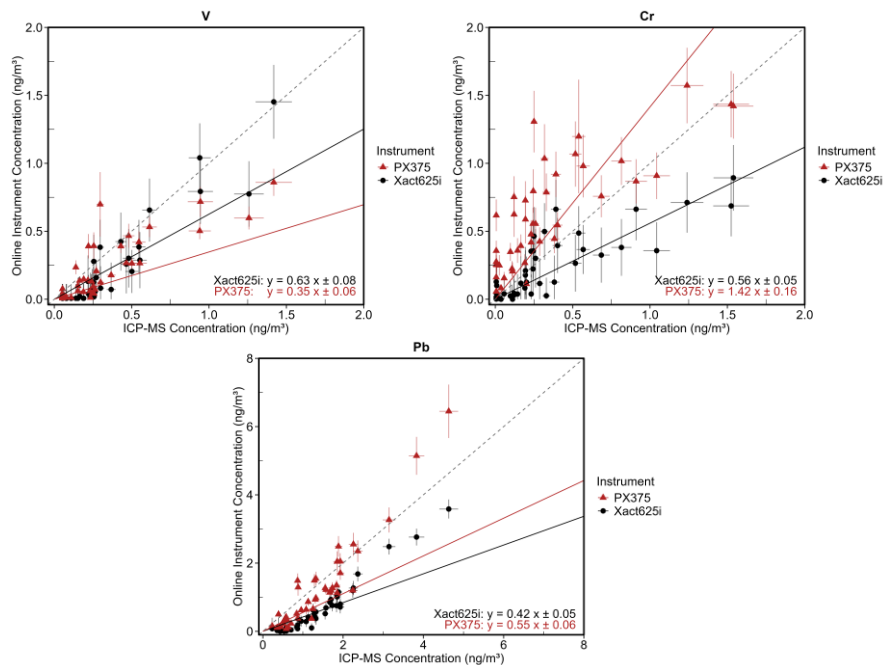 V
Online Instrument Concentration (ng/m³)
2.0
1.5
1.0
0.5
0.0
0.0 0.5 1.0 1.5 2.0
ICP-MS Concentration (ng/m³)
Xact625i: y = 0.63 x ± 0.08
PX375: y = 0.35 x ± 0.06
Instrument
PX375
Xact625i
Cr
Online Instrument Concentration (ng/m³)
2.0
1.5
1.0
0.5
0.0
0.0 0.5 1.0 1.5 2.0
ICP-MS Concentration (ng/m³)
Xact625i: y = 0.56 x ± 0.05
PX375: y = 1.42 x ± 0.16
Instrument
PX375
Xact625i
Pb
Online Instrument Concentration (ng/m³)
8
6
4
2
0
0 2 4 6 8
ICP-MS Concentration (ng/m³)
Xact625i: y = 0.42 x ± 0.05
PX375: y = 0.55 x ± 0.06
Instrument
PX375
Xact625i